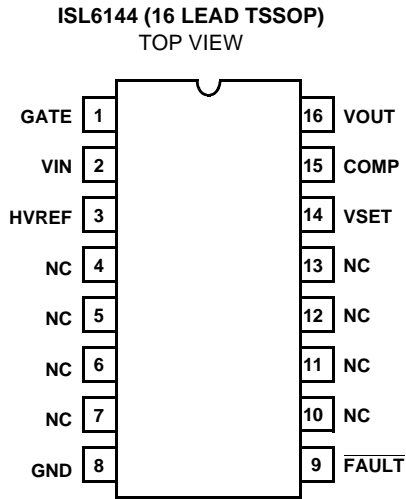 ISL6144 (16 LEAD TSSOP)
TOP VIEW
GATE 1 16 VOUT
VIN 2 15 COMP
HVREF 3 14 VSET
NC 4 13 NC
NC 5 12 NC
NC 6 11 NC
NC 7 10 NC
GND 8 9 FAULT